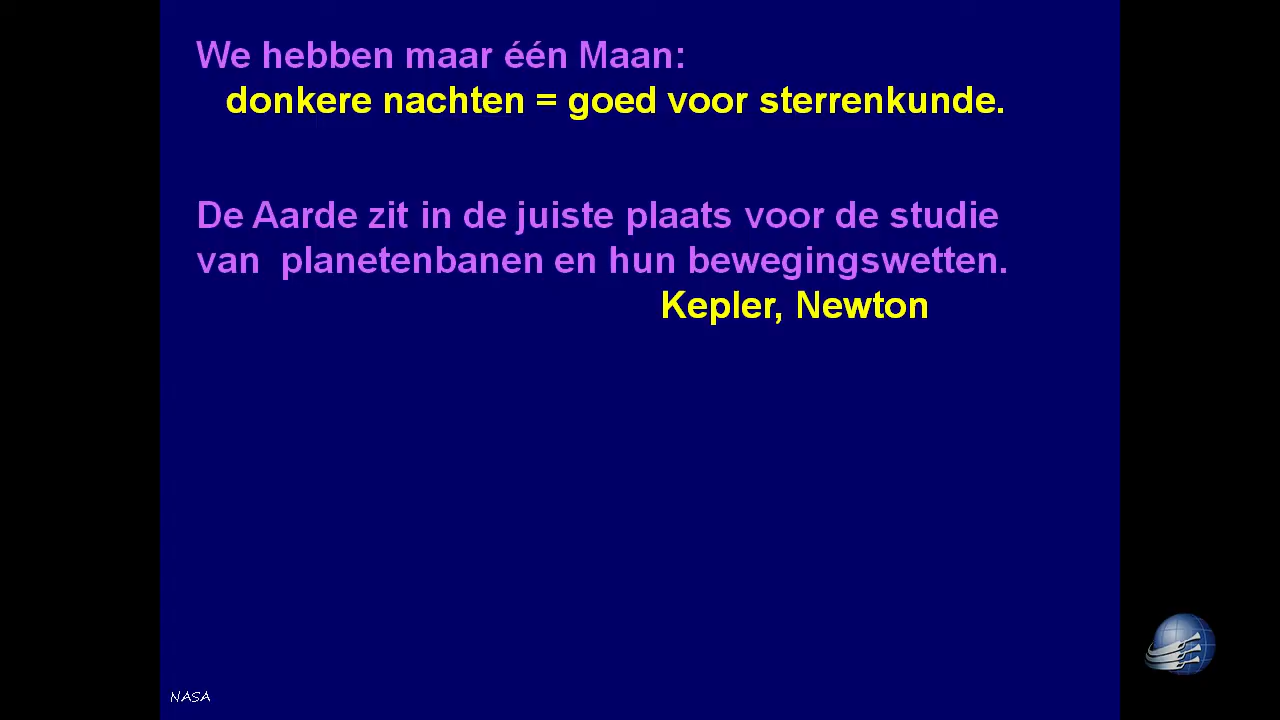 We hebben maar één Maan:
donkere nachten = goed voor sterrenkunde.
De Aarde zit in de juiste plaats voor de studie
van planetenbanen en hun bewegingswetten.
Kepler, Newton
NASA